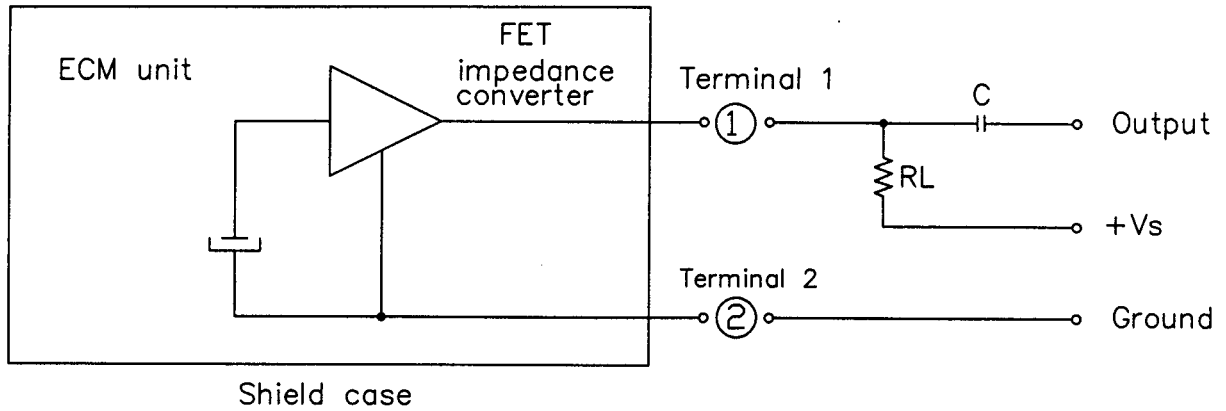 ECM unit
FET
impedance
converter
Terminal 1
1
C
Output
RL
+Vs
Terminal 2
2
Ground
Shield case